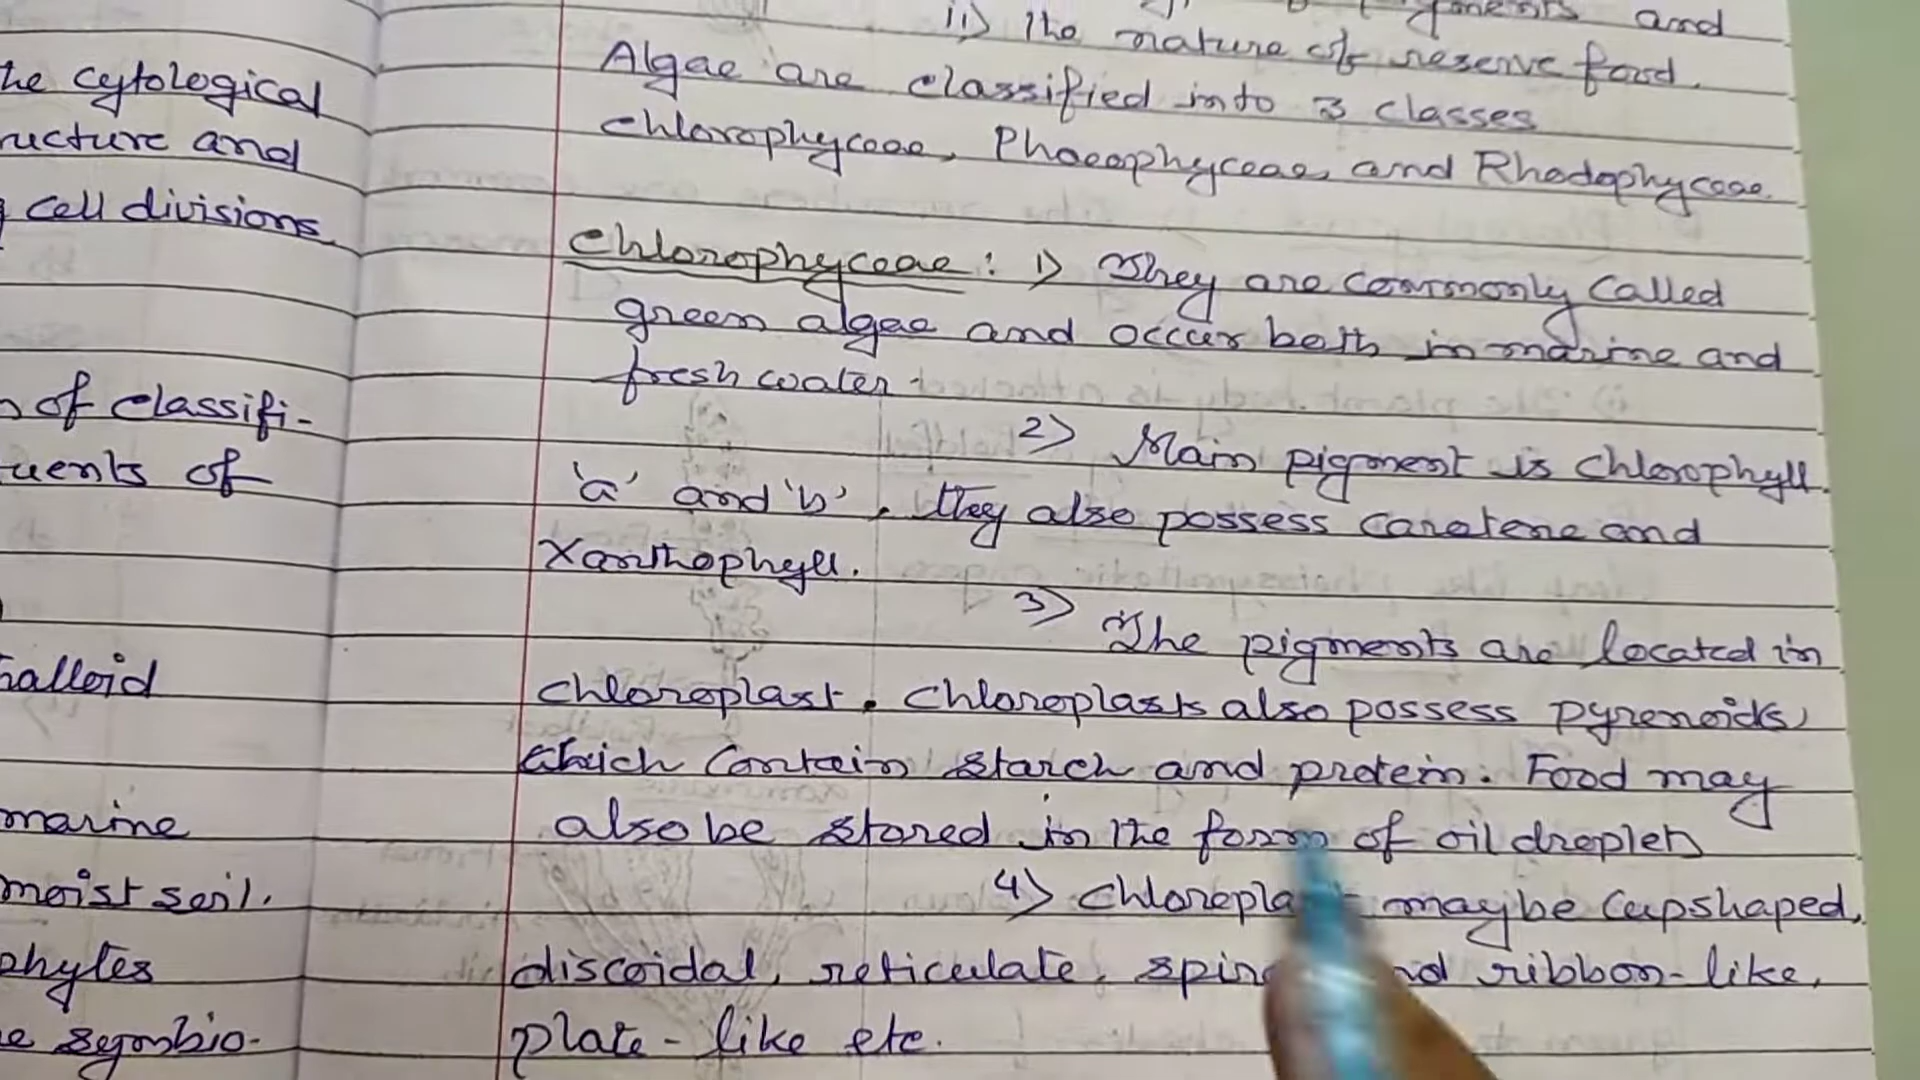 he cytological
ructure and
cell divisions.
of classifi-
uents of
alloid
marine
moist soil.
phytes
e symbio-
and
ii) The nature of reserve food.
Algae are classified into 3 classes
chlorophyceae, Phaeophyceae, and Rhodophyceae.
Chlorophyceae: 1) They are commonly called
green algae and occur both in marine and
fresh water.
2) Main pigment is chlorophyll
'a' and 'b'. They also possess carotene and
Xanthophyll.
3) The pigments are located in
chloroplast. Chloroplasts also possess pyrenoids,
which contain starch and protein. Food may
also be stored in the form of oil droplets
4) chloroplast may be cupshaped,
discoidal, reticulate, ribbon-like,
plate-like etc.